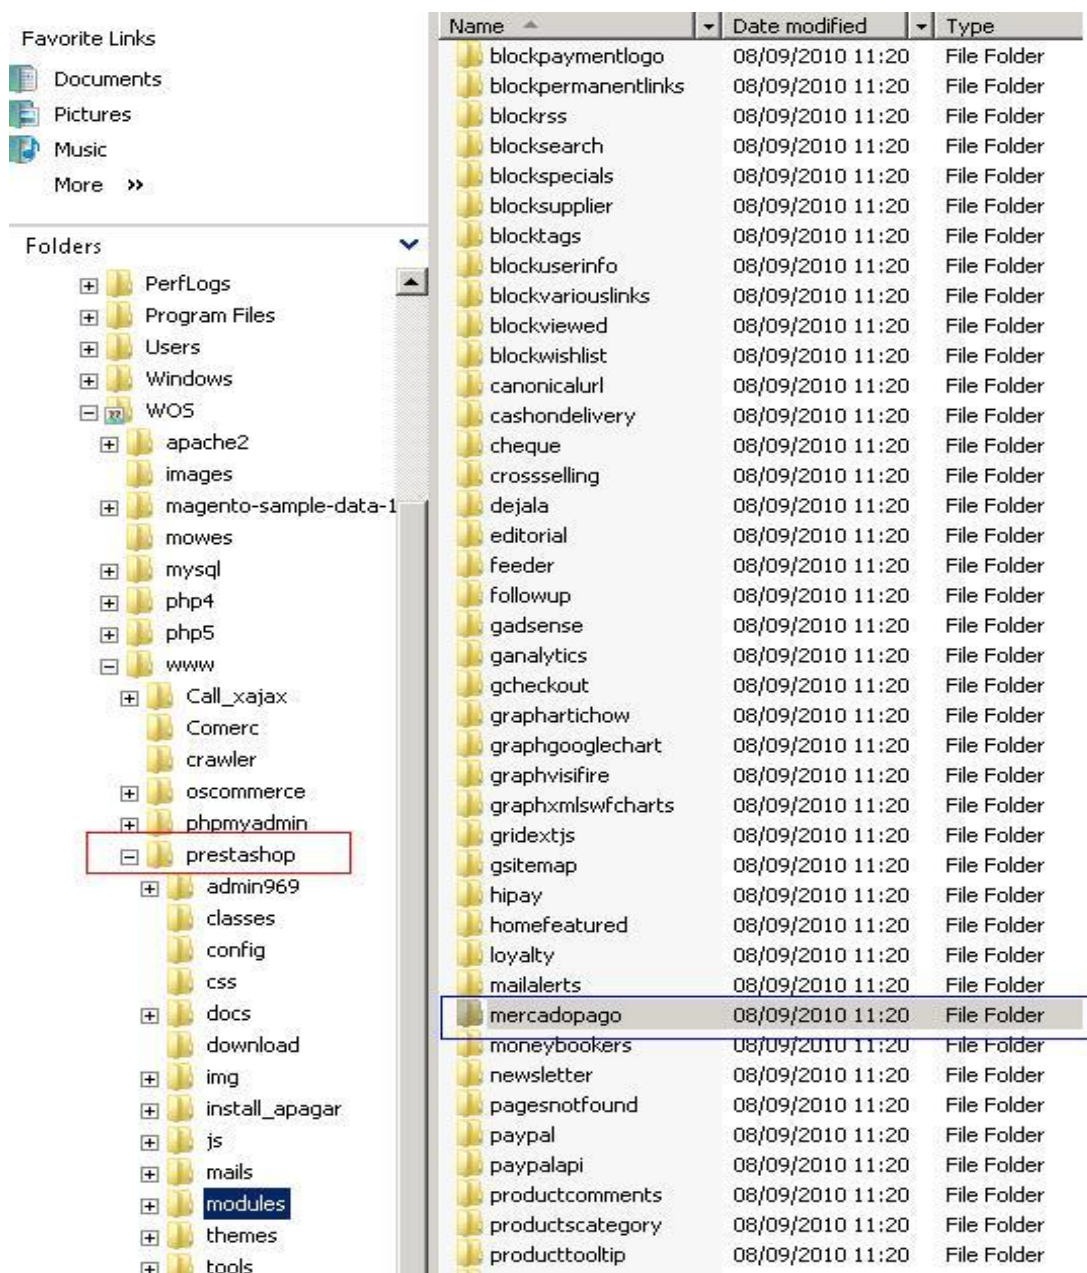 Favorite Links
Documents
Pictures
Music
More »
Folders
PerfLogs
Program Files
Users
Windows
WOS
apache2
images
magento-sample-data-1
mowes
mysql
php4
php5
www
Call_xajax
Comerc
crawler
oscommerce
phpmyadmin
prestashop
admin969
classes
config
css
docs
download
img
install_apagar
js
mails
modules
themes
tools
Name Date modified Type
blockpaymentlogo 08/09/2010 11:20 File Folder
blockpermanentlinks 08/09/2010 11:20 File Folder
blockrss 08/09/2010 11:20 File Folder
blocksearch 08/09/2010 11:20 File Folder
blockspecials 08/09/2010 11:20 File Folder
blocksupplier 08/09/2010 11:20 File Folder
blocktags 08/09/2010 11:20 File Folder
blockuserinfo 08/09/2010 11:20 File Folder
blockvariouslinks 08/09/2010 11:20 File Folder
blockviewed 08/09/2010 11:20 File Folder
blockwishlist 08/09/2010 11:20 File Folder
canonicalurl 08/09/2010 11:20 File Folder
cashondelivery 08/09/2010 11:20 File Folder
cheque 08/09/2010 11:20 File Folder
crossselling 08/09/2010 11:20 File Folder
dejala 08/09/2010 11:20 File Folder
editorial 08/09/2010 11:20 File Folder
feeder 08/09/2010 11:20 File Folder
followup 08/09/2010 11:20 File Folder
gadsense 08/09/2010 11:20 File Folder
ganalytics 08/09/2010 11:20 File Folder
gcheckout 08/09/2010 11:20 File Folder
graphartichow 08/09/2010 11:20 File Folder
graphgooglechart 08/09/2010 11:20 File Folder
graphvisifire 08/09/2010 11:20 File Folder
graphxmlswfcharts 08/09/2010 11:20 File Folder
gridextjs 08/09/2010 11:20 File Folder
gsitemap 08/09/2010 11:20 File Folder
hipay 08/09/2010 11:20 File Folder
homefeatured 08/09/2010 11:20 File Folder
loyalty 08/09/2010 11:20 File Folder
mailalerts 08/09/2010 11:20 File Folder
mercadopago 08/09/2010 11:20 File Folder
moneybookers 08/09/2010 11:20 File Folder
newsletter 08/09/2010 11:20 File Folder
pagesnotfound 08/09/2010 11:20 File Folder
paypal 08/09/2010 11:20 File Folder
paypalapi 08/09/2010 11:20 File Folder
productcomments 08/09/2010 11:20 File Folder
productscategory 08/09/2010 11:20 File Folder
producttooltip 08/09/2010 11:20 File Folder